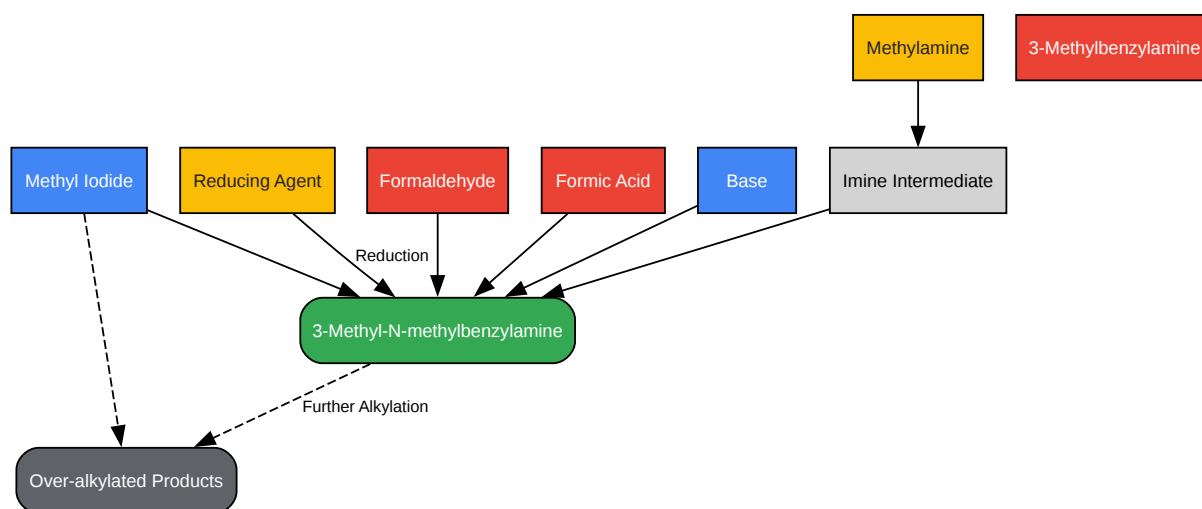 Methylamine
3-Methylbenzylamine
Methyl Iodide
Reducing Agent
Formaldehyde
Formic Acid
Base
Imine Intermediate
Reduction
3-Methyl-N-methylbenzylamine
Further Alkylation
Over-alkylated Products